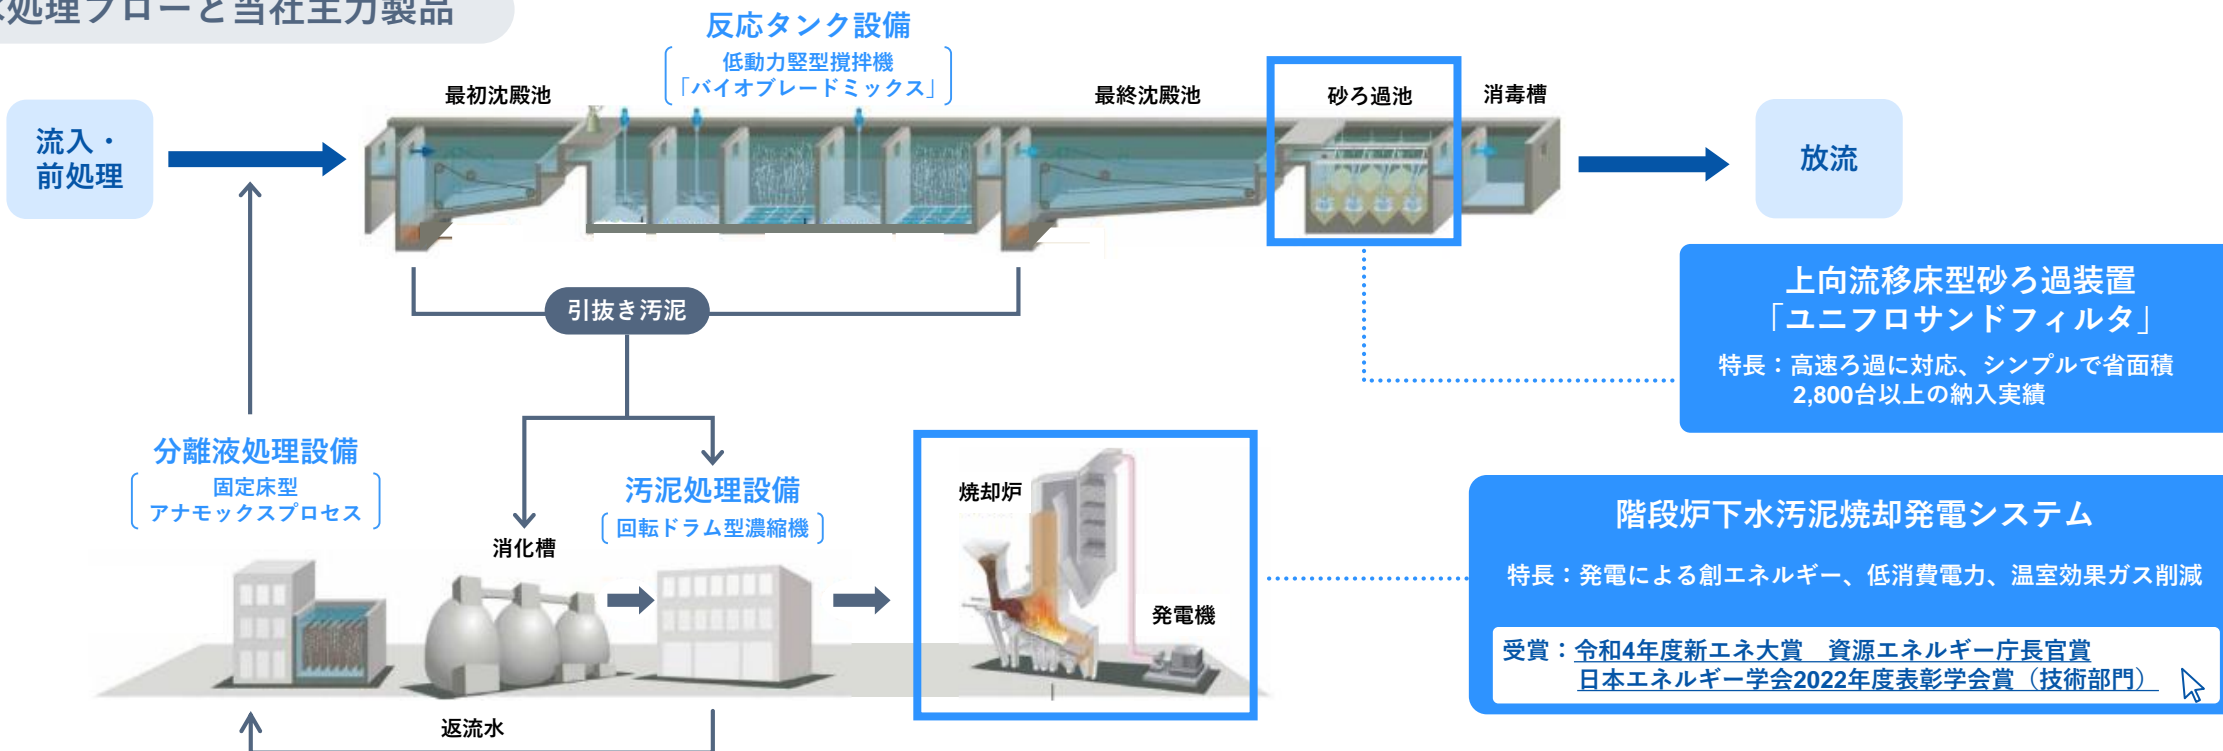 水処理フローと当社主力製品
反応タンク設備
低動力竪型撹拌機
「バイオブレードミックス」
最初沈殿池
最終沈殿池
砂ろ過池
消毒槽
流入・
前処理
放流
引抜き汚泥
上向流移床型砂ろ過装置
「ユニフロサンドフィルタ」
特長：高速ろ過に対応、シンプルで省面積
2,800台以上の納入実績
分離液処理設備
固定床型
アナモックスプロセス
汚泥処理設備
回転ドラム型濃縮機
消化槽
焼却炉
発電機
階段炉下水汚泥焼却発電システム
特長：発電による創エネルギー、低消費電力、温室効果ガス削減
受賞：令和4年度新エネ大賞　資源エネルギー庁長官賞
日本エネルギー学会2022年度表彰学会賞（技術部門）
返流水